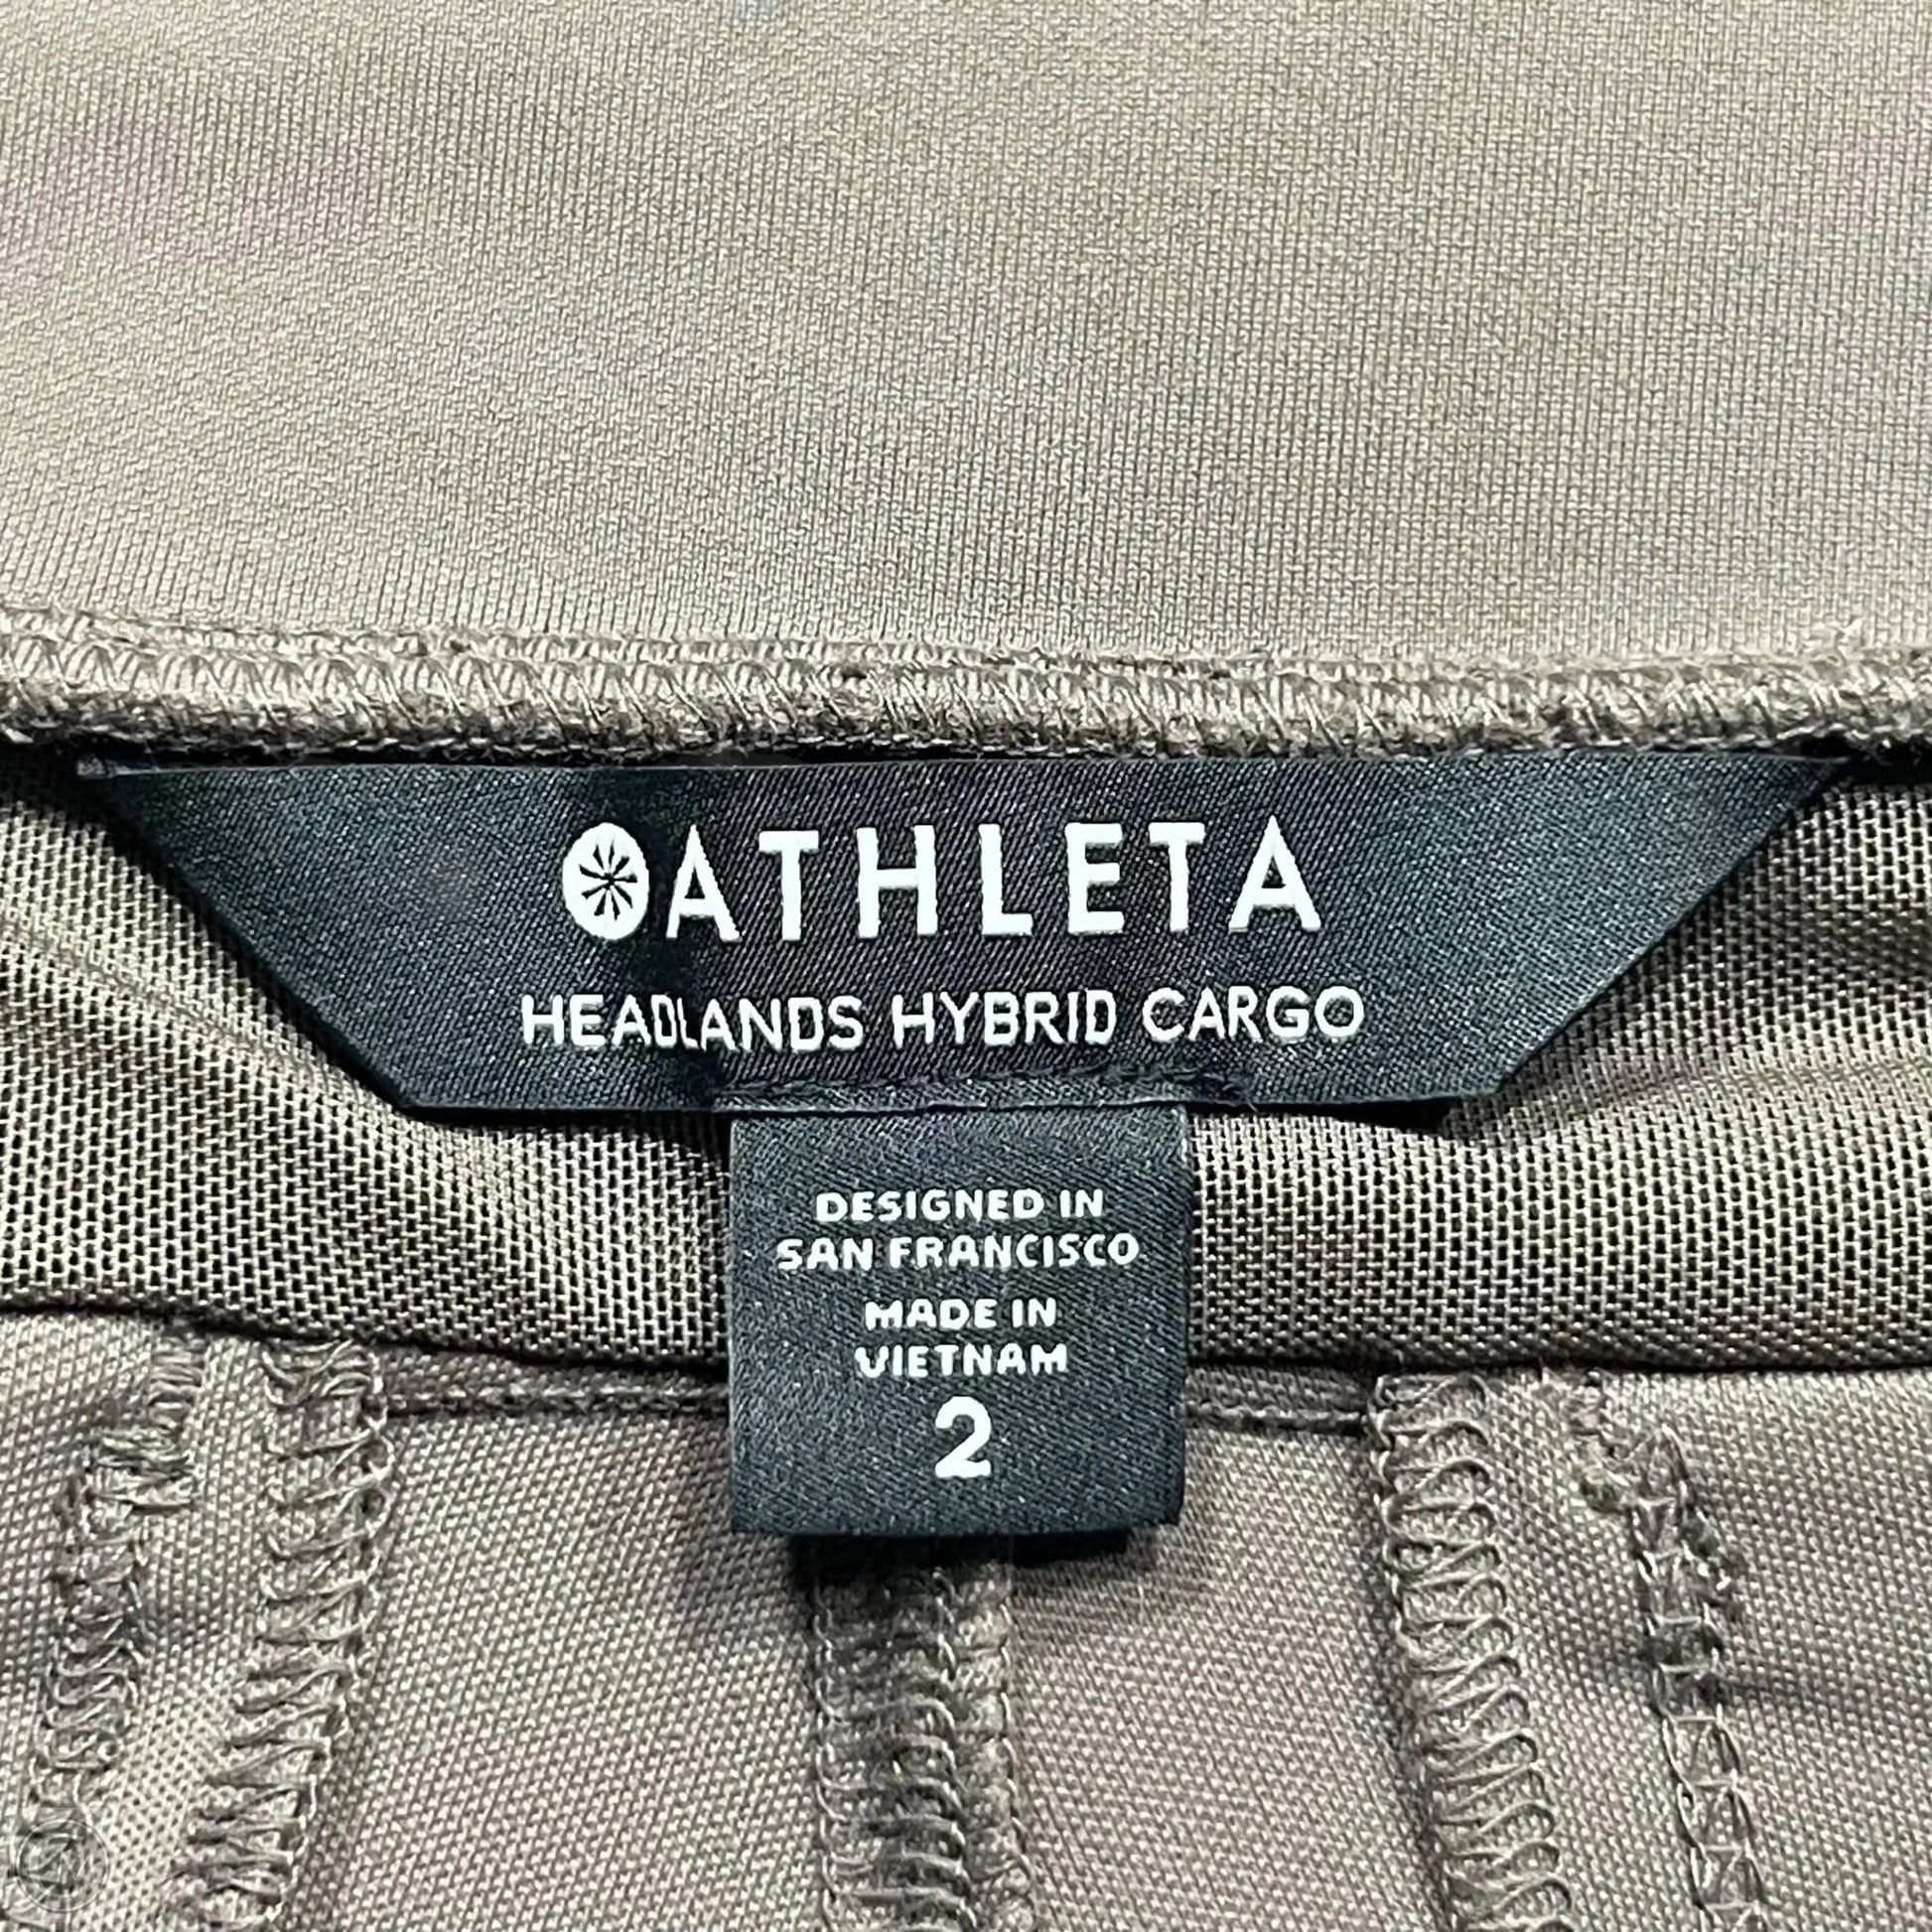 ATHLETA
HEADLANDS HYBRID CARGO
DESIGNED IN
SAN FRANCISCO
MADE IN
VIETNAM
2